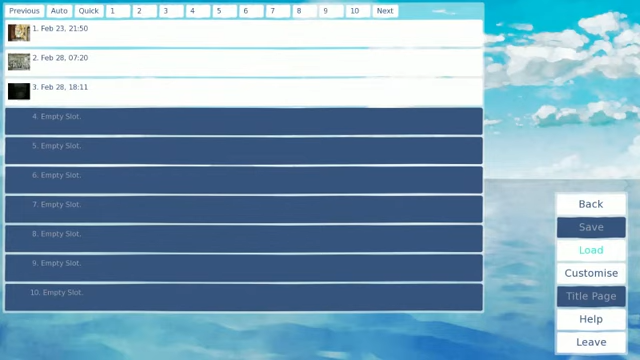 Previous Auto Quick 1 2 3 4 5 6 7 8 9 10 Next
1. Feb 23, 21:50
2. Feb 28, 07:20
3. Feb 28, 18:11
4. Empty Slot.
5. Empty Slot.
6. Empty Slot.
7. Empty Slot.
8. Empty Slot.
9. Empty Slot.
10. Empty Slot.
Back
Save
Load
Customise
Title Page
Help
Leave